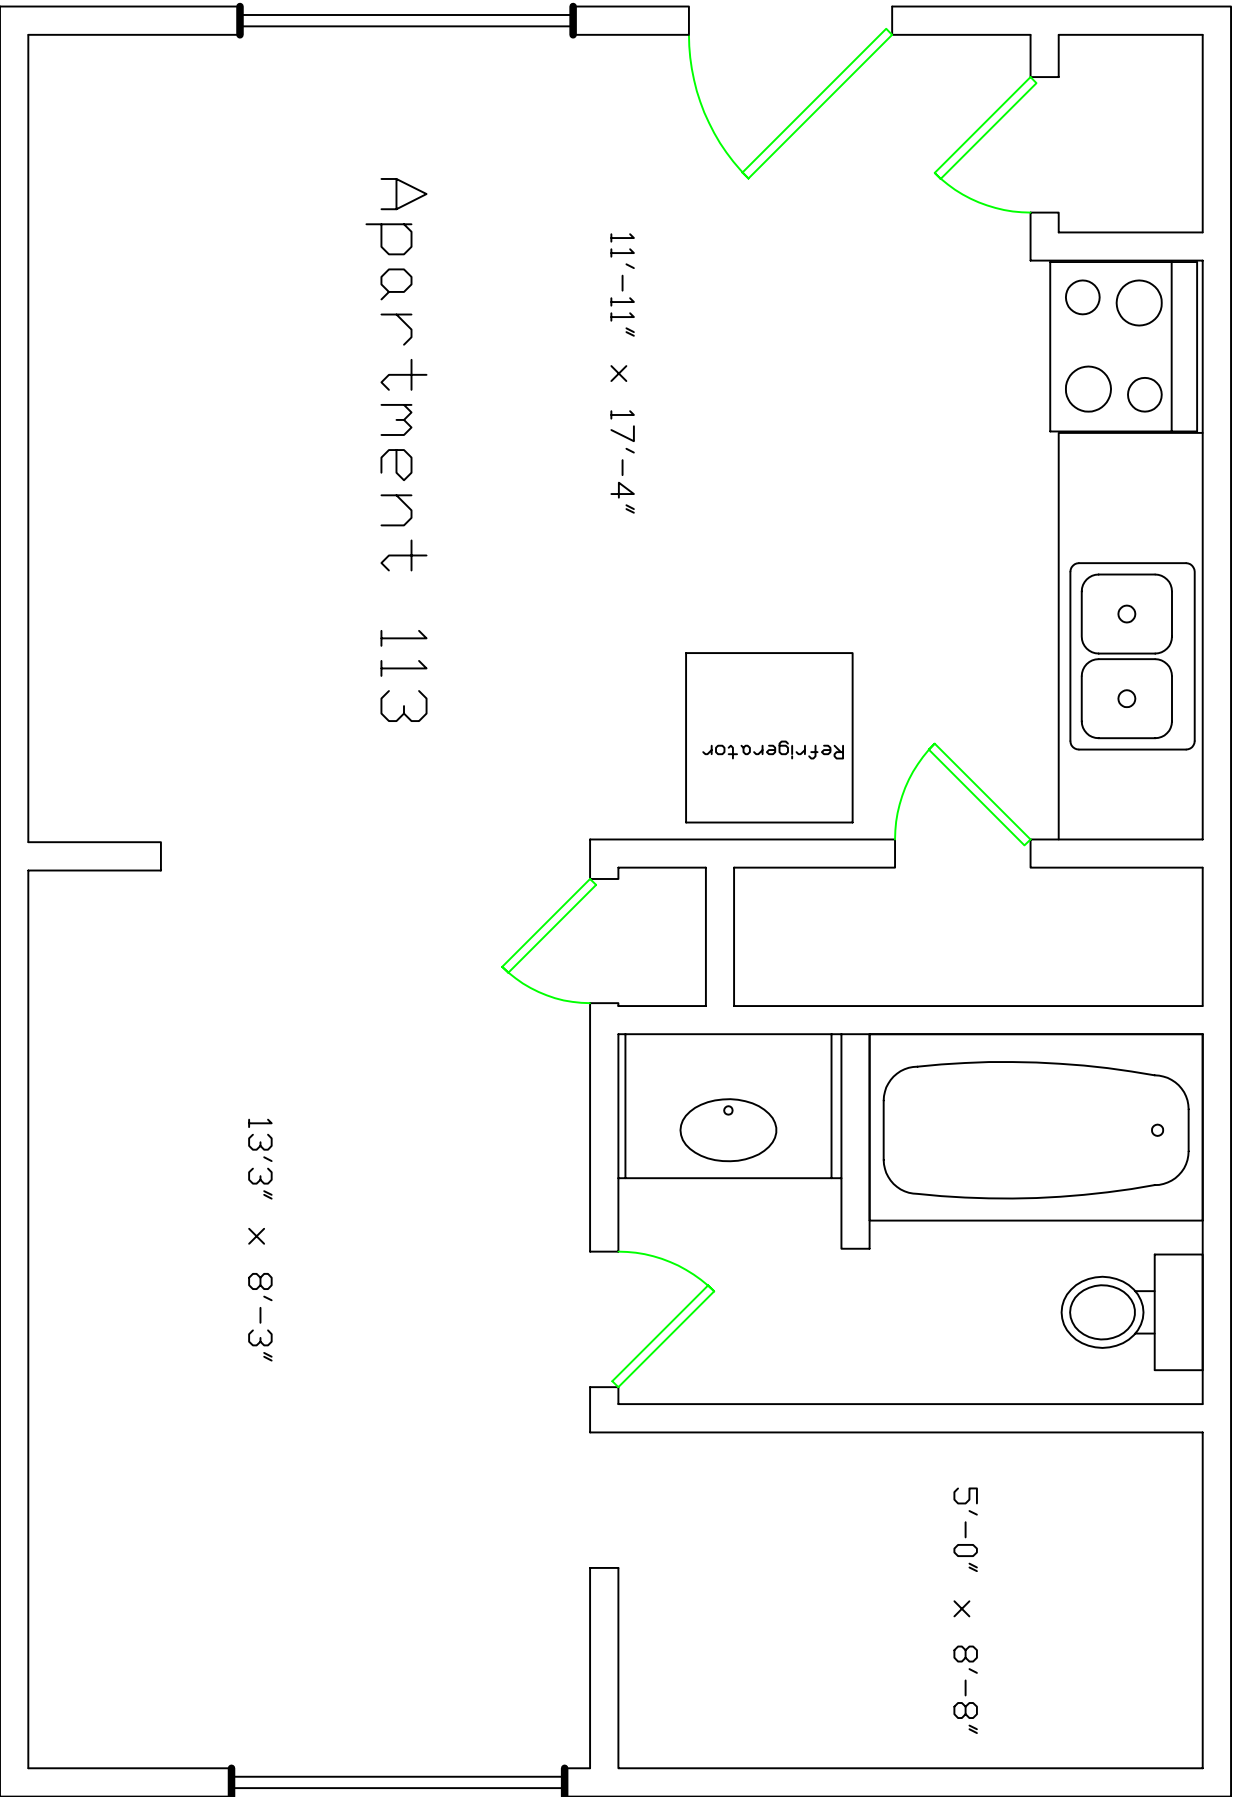 11'-11" × 17'-4"
Apartment 113
Refrigerator
5'-0" × 8'-8"
13'3" × 8'-3"